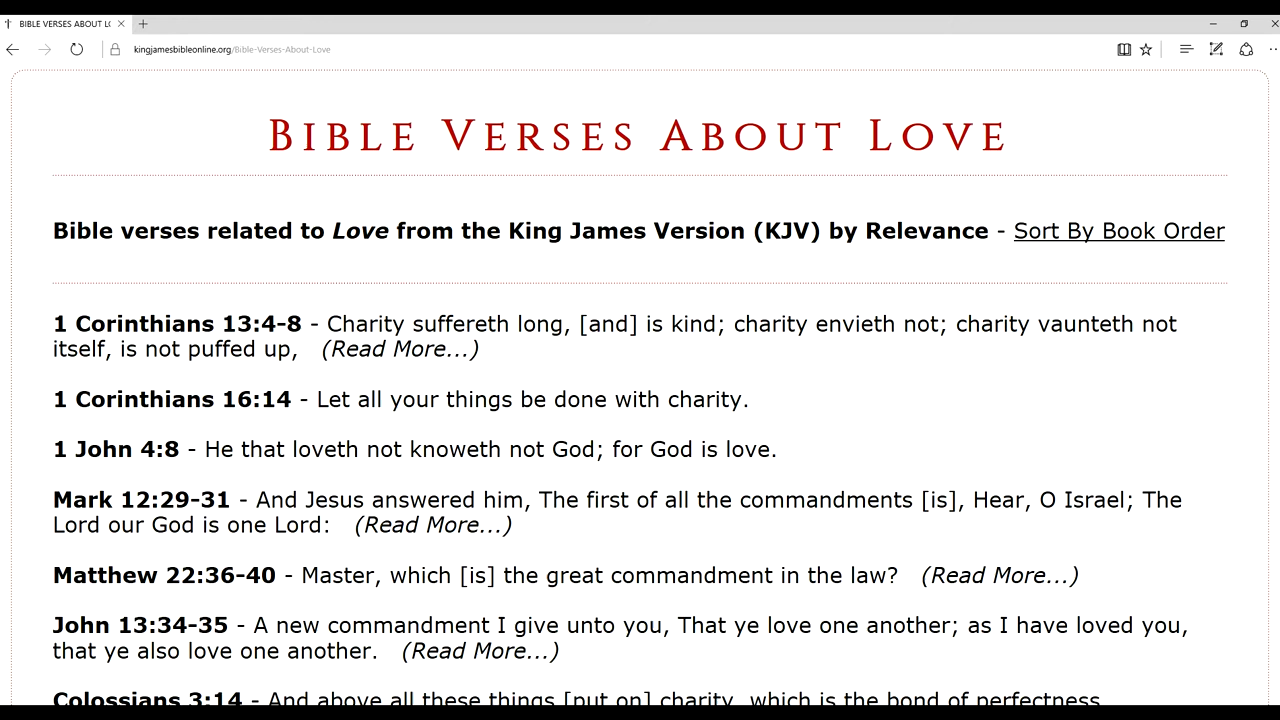 BIBLE VERSES ABOUT LO
kingjamesbibleonline.org/Bible-Verses-About-Love
BIBLE VERSES ABOUT LOVE
Bible verses related to Love from the King James Version (KJV) by Relevance - Sort By Book Order
1 Corinthians 13:4-8 - Charity suffereth long, [and] is kind; charity envieth not; charity vaunteth not
itself, is not puffed up, (Read More...)
1 Corinthians 16:14 - Let all your things be done with charity.
1 John 4:8 - He that loveth not knoweth not God; for God is love.
Mark 12:29-31 - And Jesus answered him, The first of all the commandments [is], Hear, O Israel; The
Lord our God is one Lord: (Read More...)
Matthew 22:36-40 - Master, which [is] the great commandment in the law? (Read More...)
John 13:34-35 - A new commandment I give unto you, That ye love one another; as I have loved you,
that ye also love one another. (Read More...)
Colossians 3:14 - And above all these things [put on] charity, which is the bond of perfectness.